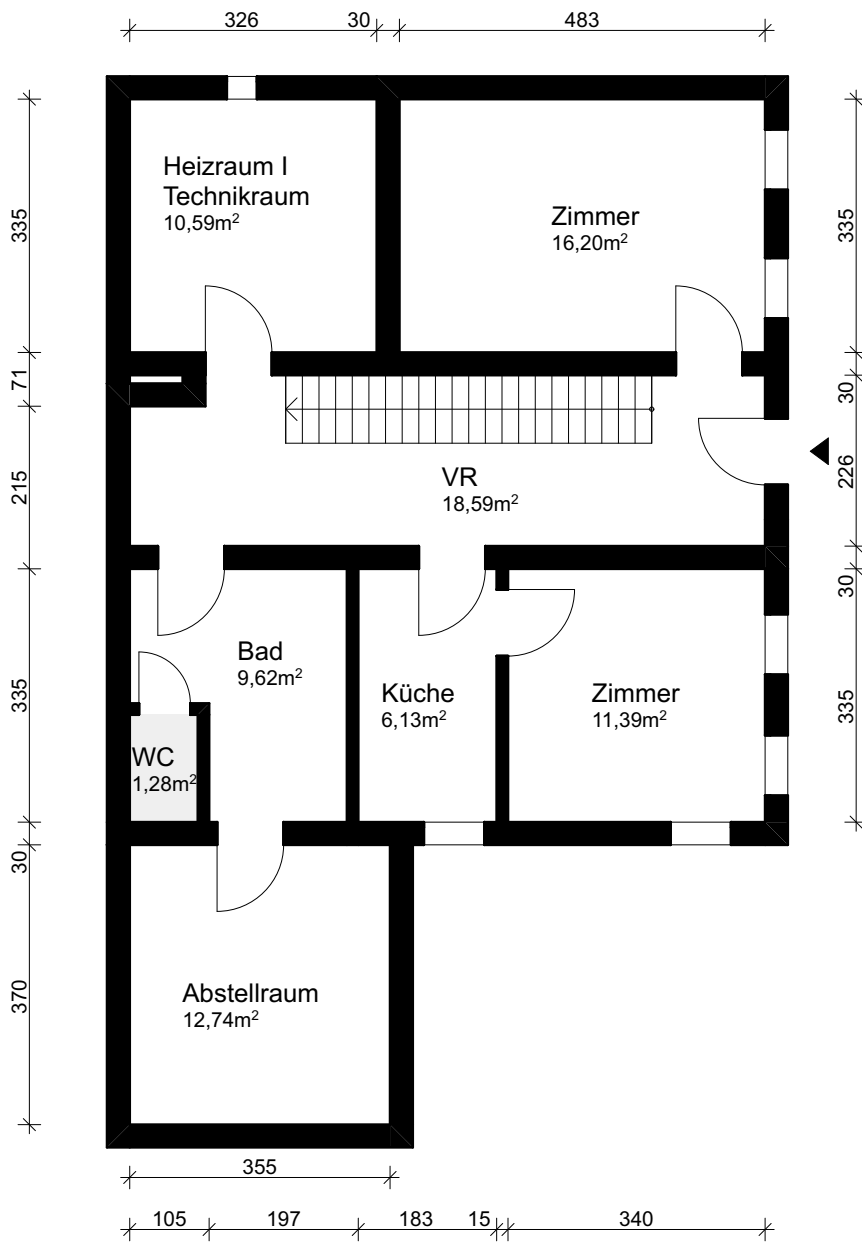 326
30
483
Heizraum I
Technikraum
10,59m²
Zimmer
16,20m²
335
335
71
30
VR
18,59m²
215
226
30
Bad
9,62m²
Küche
6,13m²
Zimmer
11,39m²
WC
1,28m²
335
335
30
Abstellraum
12,74m²
370
355
105
197
183
15
340